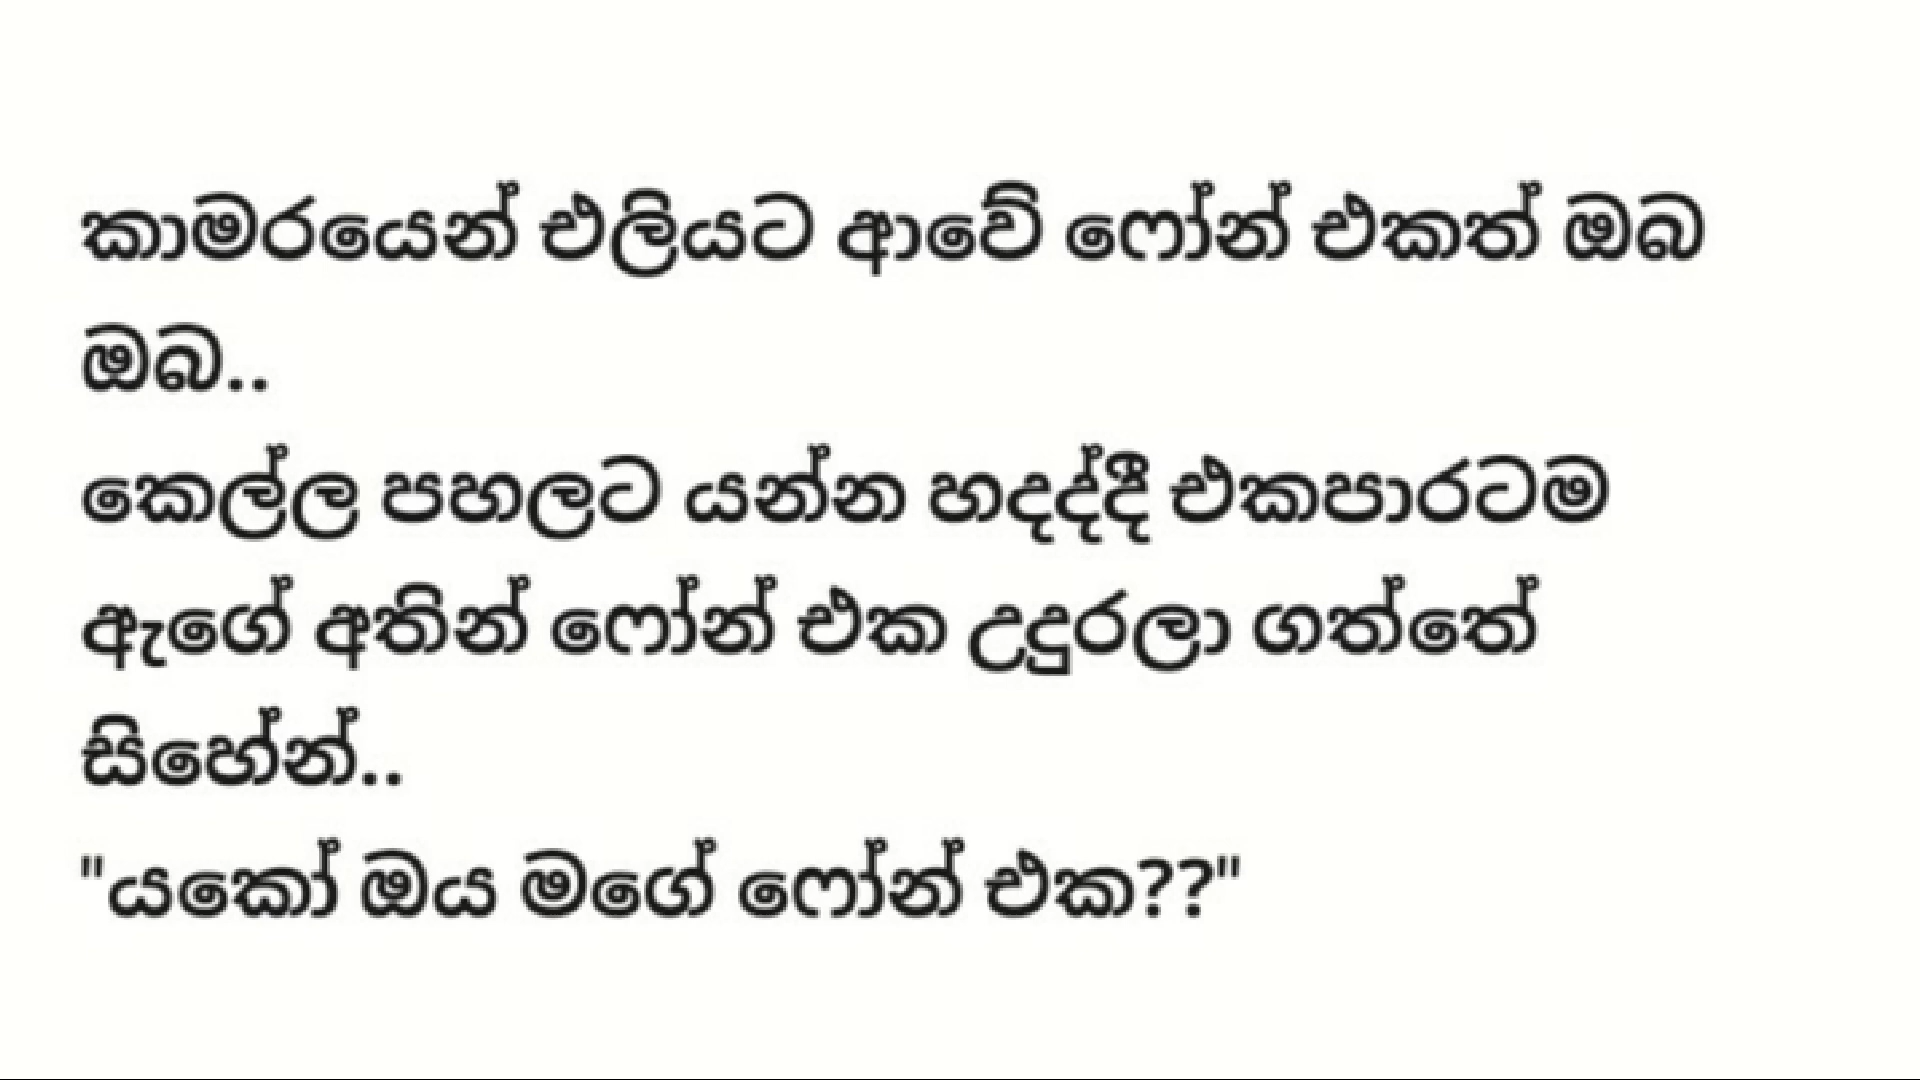 කාමරයෙන් එලියට ආවේ ෆෝන් එකත් ඔබ
ඔබ..
කෙල්ල පහලට යන්න හදද්දී එකපාරටම
ඇගේ අතින් ෆෝන් එක උදුරලා ගත්තේ
සිහේන්..
"යකෝ ඔය මගේ ෆෝන් එක??"